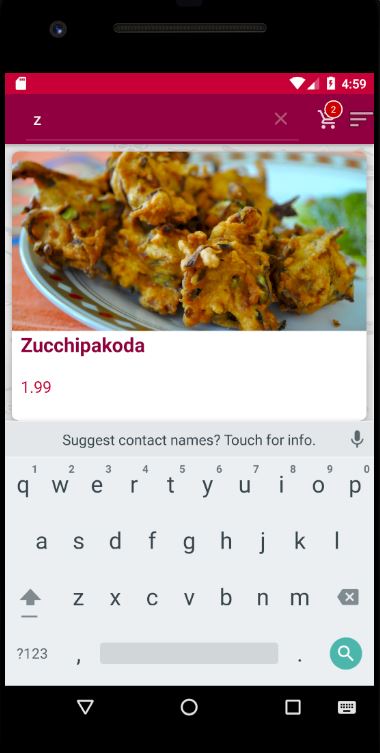 4:59
z
2
Zucchipakoda
1.99
Suggest contact names? Touch for info.
1 2 3 4 5 6 7 8 9 0
q w e r t y u i o p
a s d f g h j k l
z x c v b n m
?123 , .